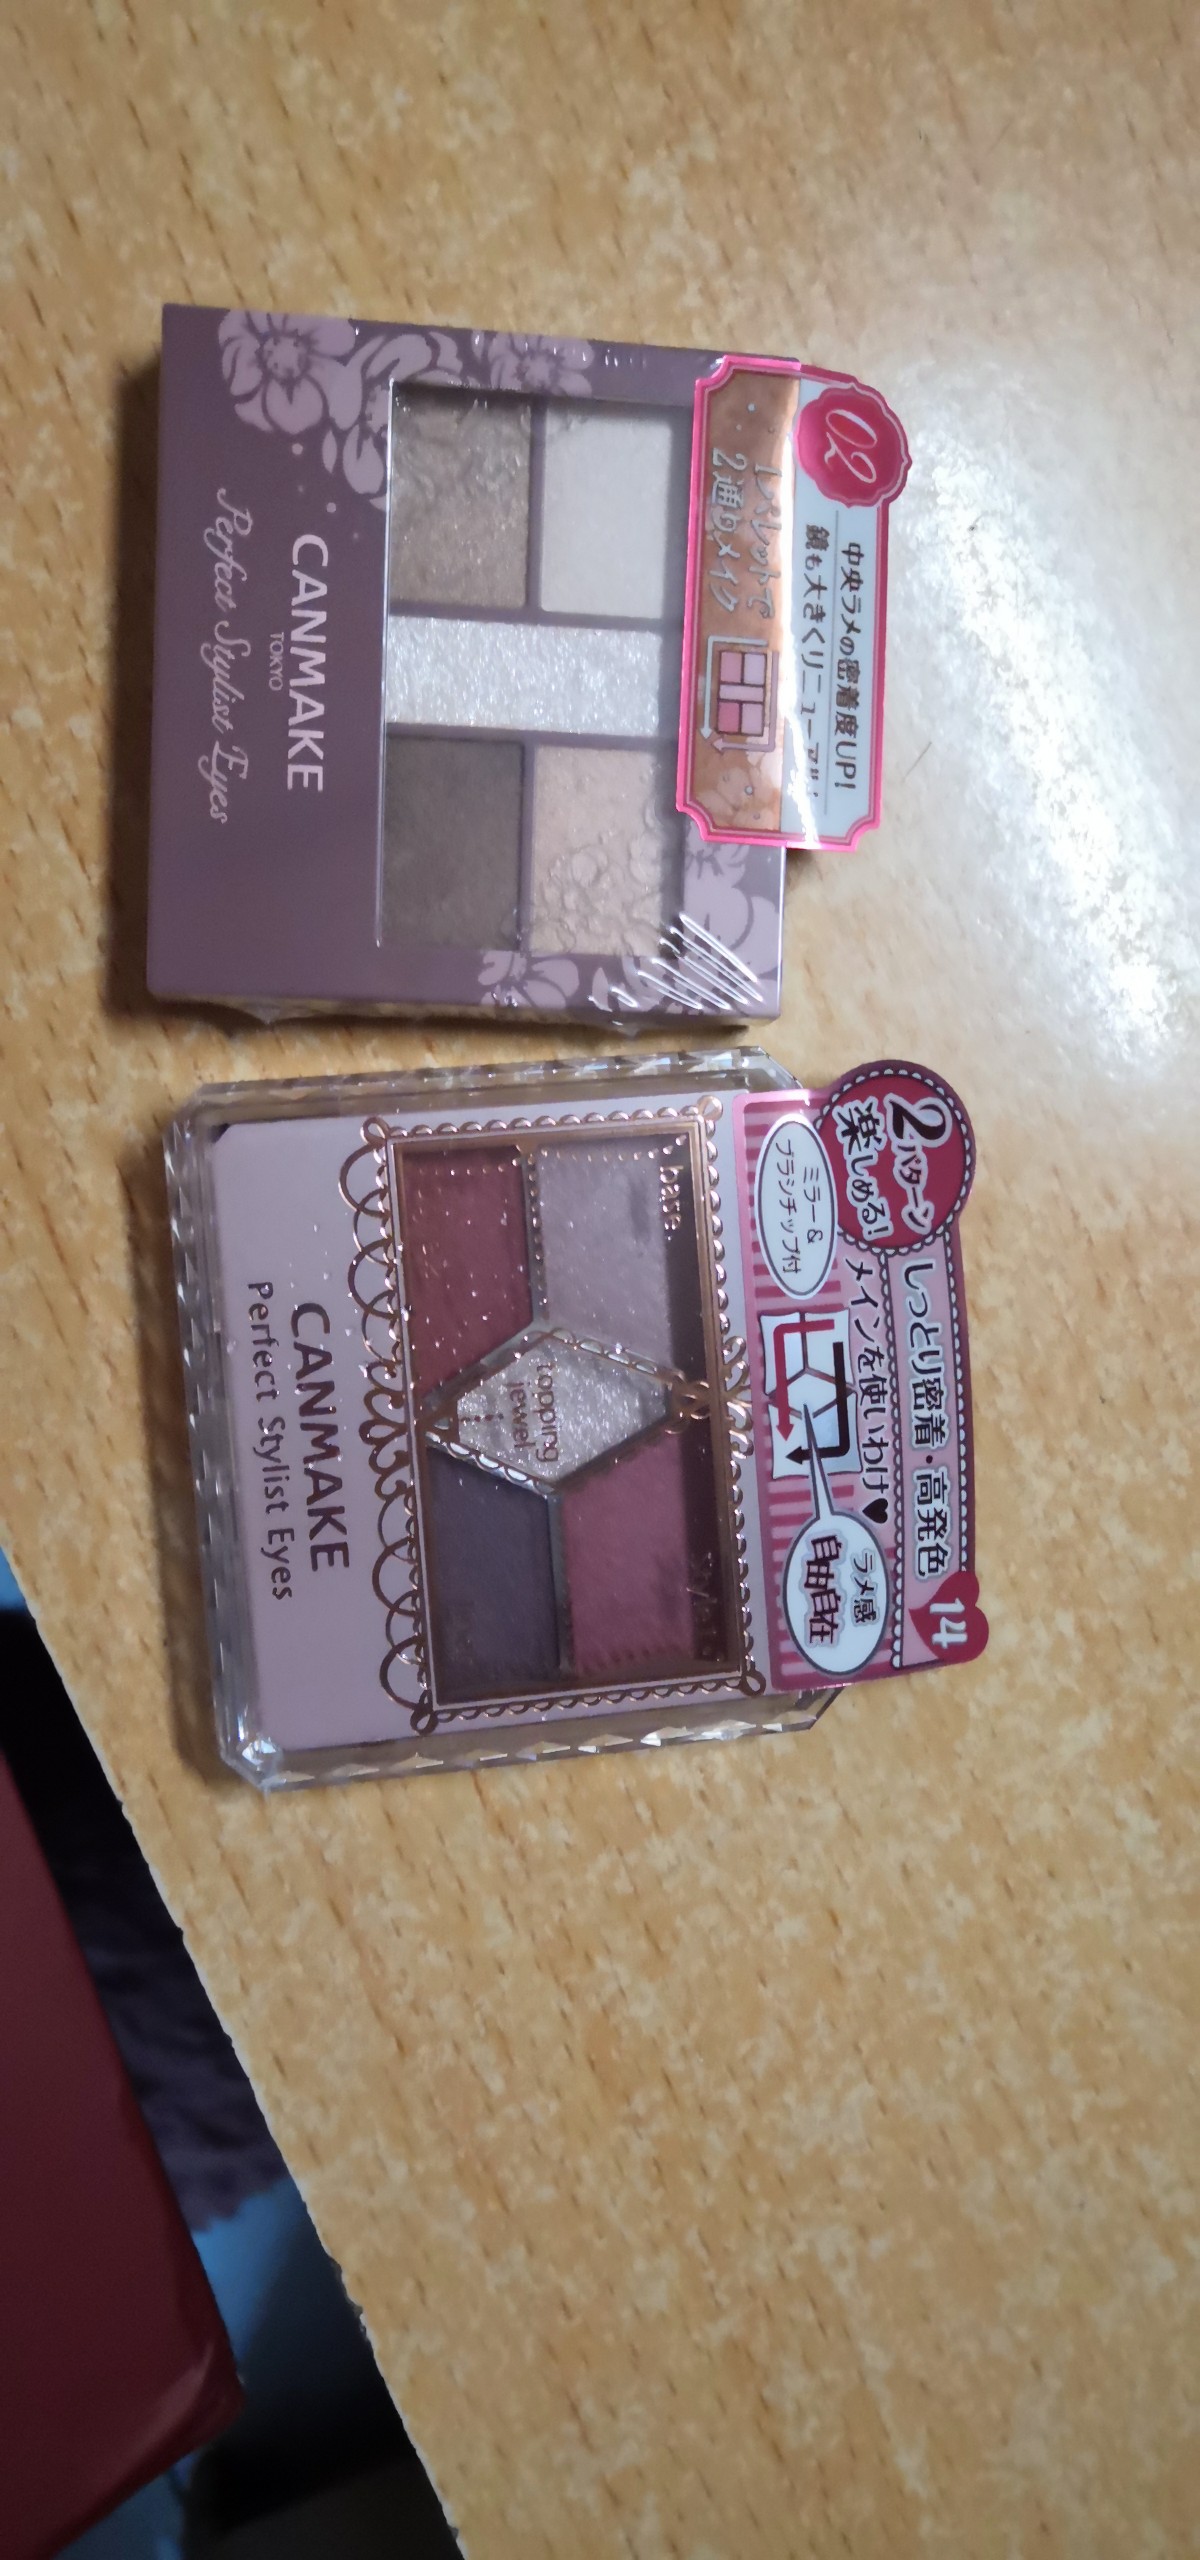 02
中央ラメの密着度UP!
鏡も大きくリニューアル!
1パレットで
2通りメイク
CANMAKE
TOKYO
Perfect Stylist Eyes
2パターン
楽しめる!
しっとり密着・高発色
14
メインを使いわけ♥
ミラー&
ブラシチップ付
ラメ感
自由自在
base
topping
jewel
CANMAKE
Perfect Stylist Eyes